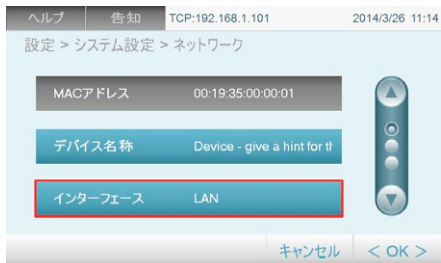 ヘルプ 告知 TCP:192.168.1.101 2014/3/26 11:14
設定 > システム設定 > ネットワーク
MACアドレス 00:19:35:00:00:01
デバイス名称 Device - give a hint for th
インターフェース LAN
キャンセル < OK >